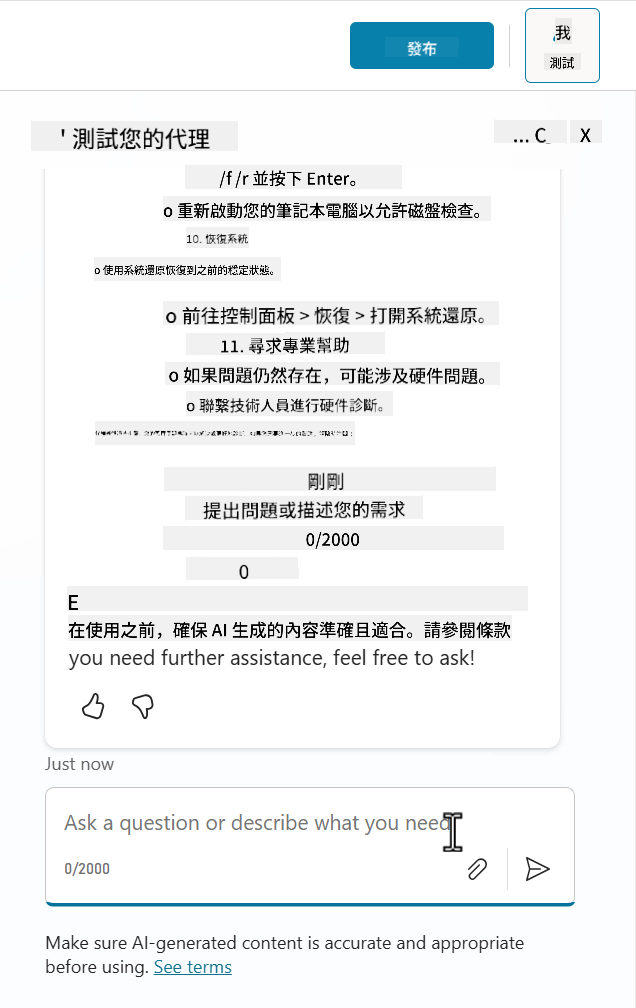 發布
我
測試
' 測試您的代理
... C
X
/f /r 並按下 Enter。
o 重新啟動您的筆記本電腦以允許磁盤檢查。
10. 恢復系統
o 使用系統還原恢復到之前的穩定狀態。
o 前往控制面板 > 恢復 > 打開系統還原。
11. 尋求專業幫助
o 如果問題仍然存在，可能涉及硬件問題。
o 聯繫技術人員進行硬件診斷。
剛剛
提出問題或描述您的需求
0/2000
0
E
在使用之前，確保 AI 生成的內容準確且適合。請參閱條款
you need further assistance, feel free to ask!
Just now
Ask a question or describe what you need
0/2000
Make sure AI-generated content is accurate and appropriate
before using. See terms